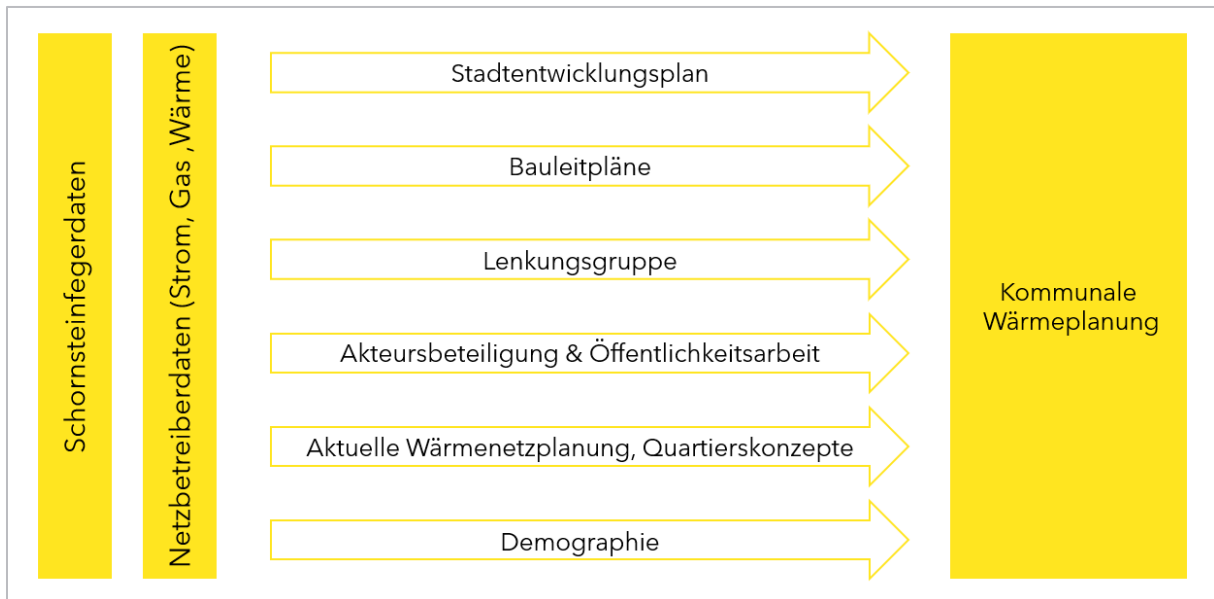 Schornsteinfegerdaten
Netzbetreiberdaten (Strom, Gas ,Wärme)
Stadtentwicklungsplan
Bauleitpläne
Lenkungsgruppe
Akteursbeteiligung & Öffentlichkeitsarbeit
Aktuelle Wärmenetzplanung, Quartierskonzepte
Demographie
Kommunale
Wärmeplanung